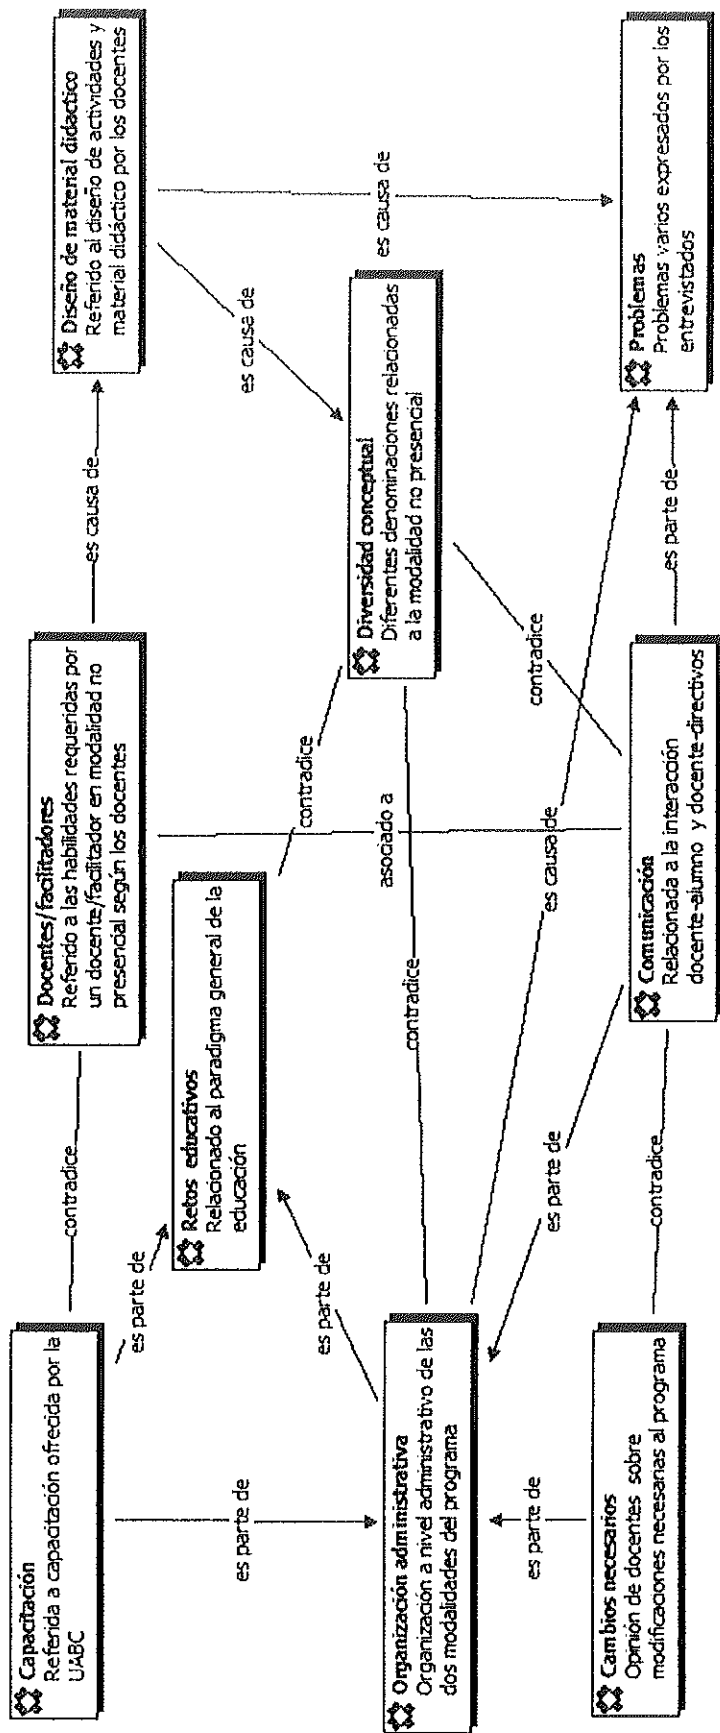 Capacitación
Referida a capacitación ofrecida por la
UABC
contradice
Docentes/facilitadores
Referido a las habilidades requeridas por
un docente/facilitador en modalidad no
presencial según los docentes
es causa de
Diseño de material didactico
Referido al diseño de actividades y
material didáctico por los docentes
es parte de
es parte de
Retos educativos
Relacionado al paradigma general de la
educación
contradice
es causa de
es causa de
Diversidad conceptual
Diferentes denominaciones relacionadas
a la modalidad no presencial
es parte de
asociado a
contradice
contradice
Organización administrativa
Organización a nivel administrativo de las
dos modalidades del programa
es causa de
es parte de
es parte de
Cambios necesarios
Opinión de docentes sobre
modificaciones necesarias al programa
contradice
Comunicación
Relacionada a la interacción
docente-alumno y docente-directivos
es parte de
Problemas
Problemas varios expresados por los
entrevistados